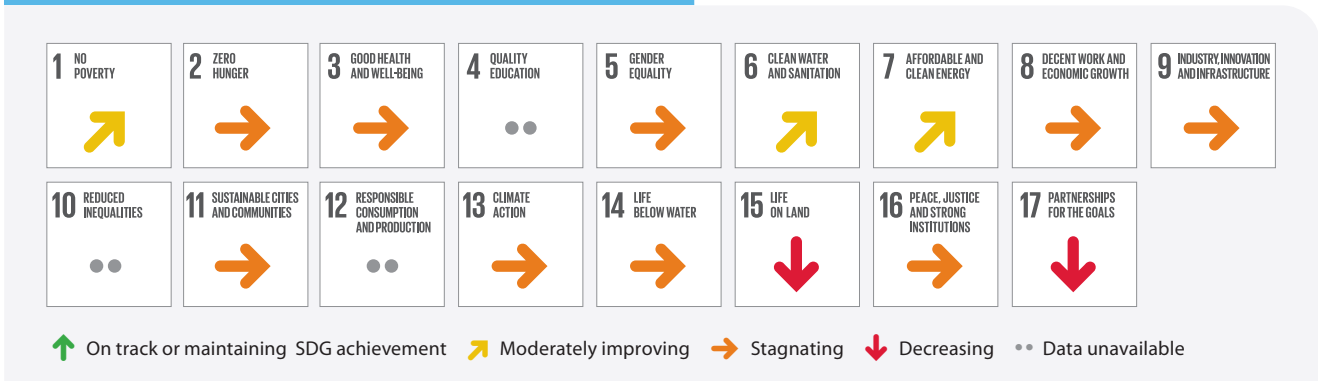 1 NO
POVERTY
2 ZERO
HUNGER
3 GOOD HEALTH
AND WELL-BEING
4 QUALITY
EDUCATION
5 GENDER
EQUALITY
6 CLEAN WATER
AND SANITATION
7 AFFORDABLE AND
CLEAN ENERGY
8 DECENT WORK AND
ECONOMIC GROWTH
9 INDUSTRY, INNOVATION
AND INFRASTRUCTURE
10 REDUCED
INEQUALITIES
11 SUSTAINABLE CITIES
AND COMMUNITIES
12 RESPONSIBLE
CONSUMPTION
AND PRODUCTION
13 CLIMATE
ACTION
14 LIFE
BELOW WATER
15 LIFE
ON LAND
16 PEACE, JUSTICE
AND STRONG
INSTITUTIONS
17 PARTNERSHIPS
FOR THE GOALS
On track or maintaining SDG achievement Moderately improving Stagnating Decreasing Data unavailable